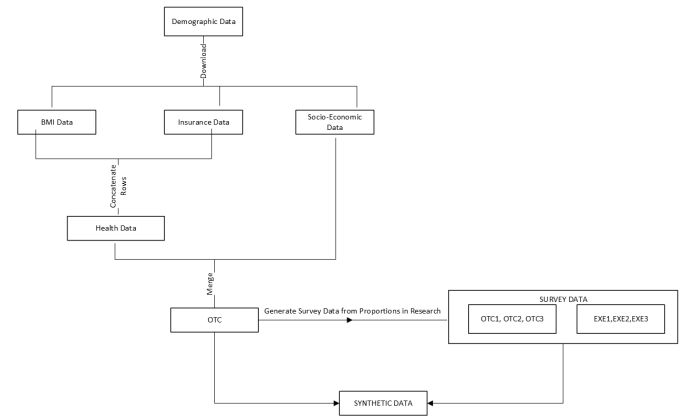 Demographic Data
Download
BMI Data
Insurance Data
Socio-Economic
Data
Concatenate
Rows
Health Data
Merge
OTC
Generate Survey Data from Proportions in Research
SURVEY DATA
OTC1, OTC2, OTC3
EXE1,EXE2,EXE3
SYNTHETIC DATA